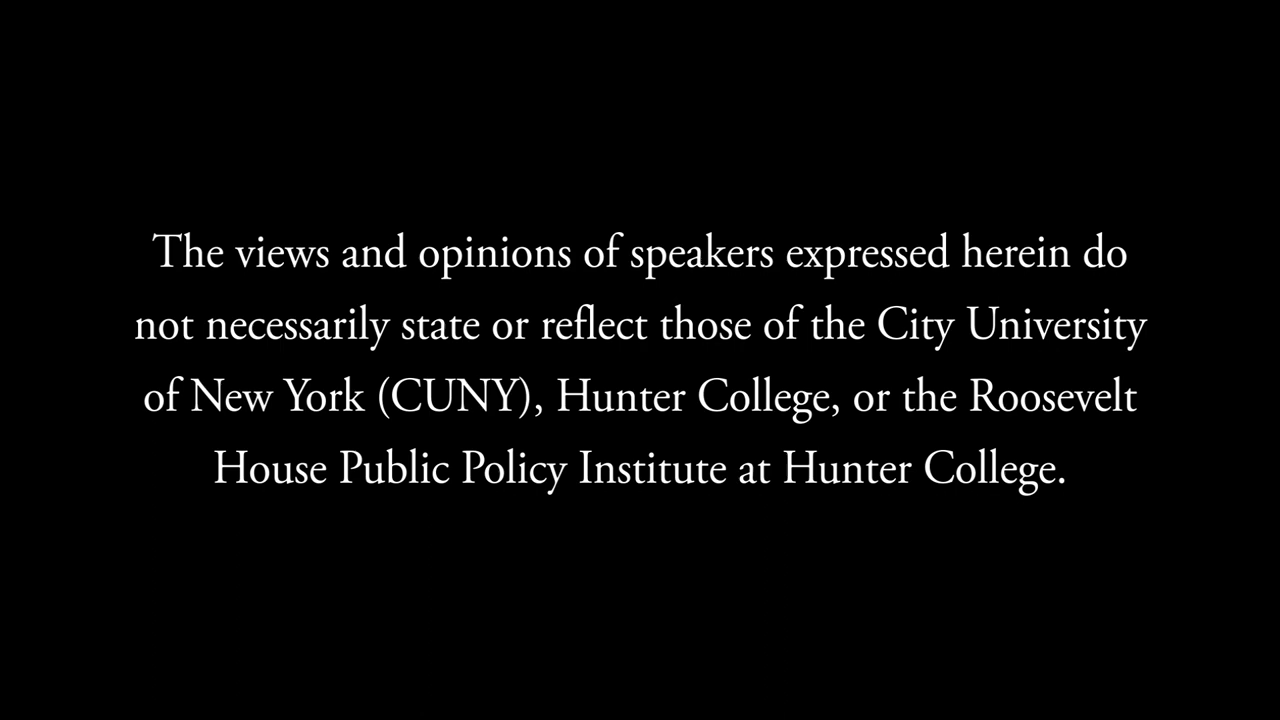 The views and opinions of speakers expressed herein do
not necessarily state or reflect those of the City University
of New York (CUNY), Hunter College, or the Roosevelt
House Public Policy Institute at Hunter College.